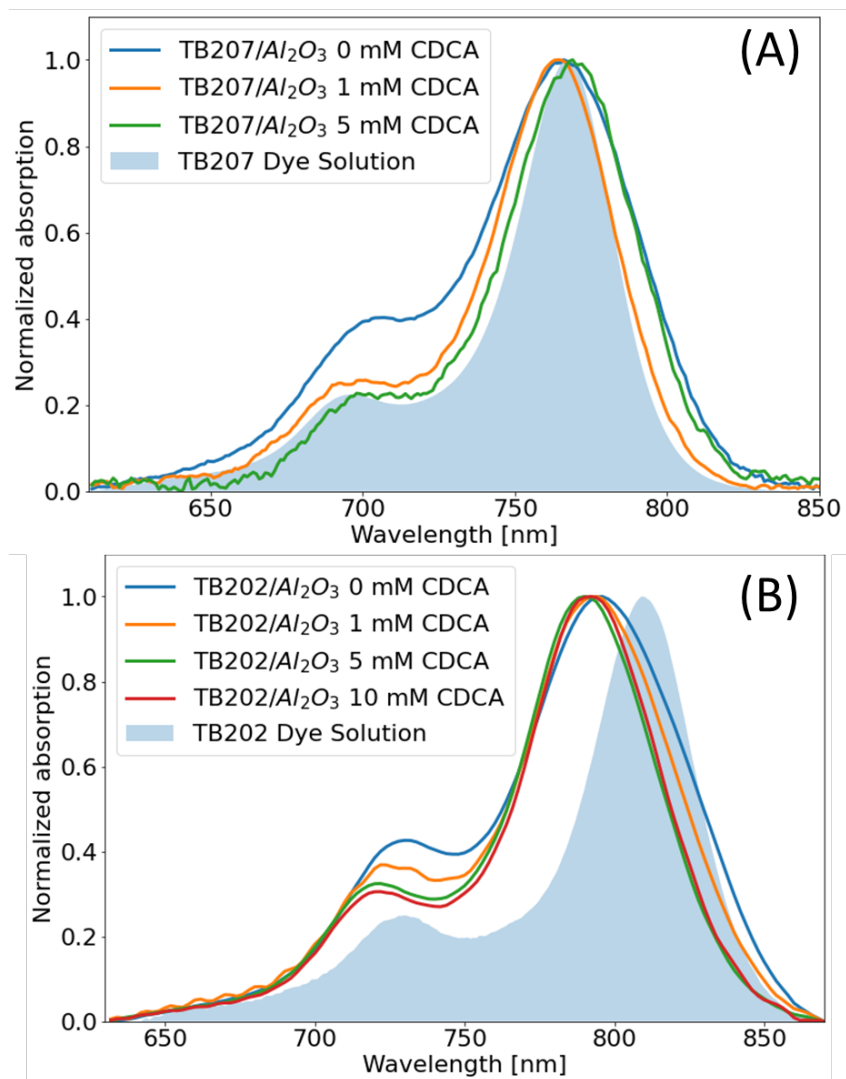 (A)
TB207/Al₂O₃ 0 mM CDCA
TB207/Al₂O₃ 1 mM CDCA
TB207/Al₂O₃ 5 mM CDCA
TB207 Dye Solution
Normalized absorption
1.0
0.8
0.6
0.4
0.2
0.0
650 700 750 800 850
Wavelength [nm]
(B)
TB202/Al₂O₃ 0 mM CDCA
TB202/Al₂O₃ 1 mM CDCA
TB202/Al₂O₃ 5 mM CDCA
TB202/Al₂O₃ 10 mM CDCA
TB202 Dye Solution
Normalized absorption
1.0
0.8
0.6
0.4
0.2
0.0
650 700 750 800 850
Wavelength [nm]